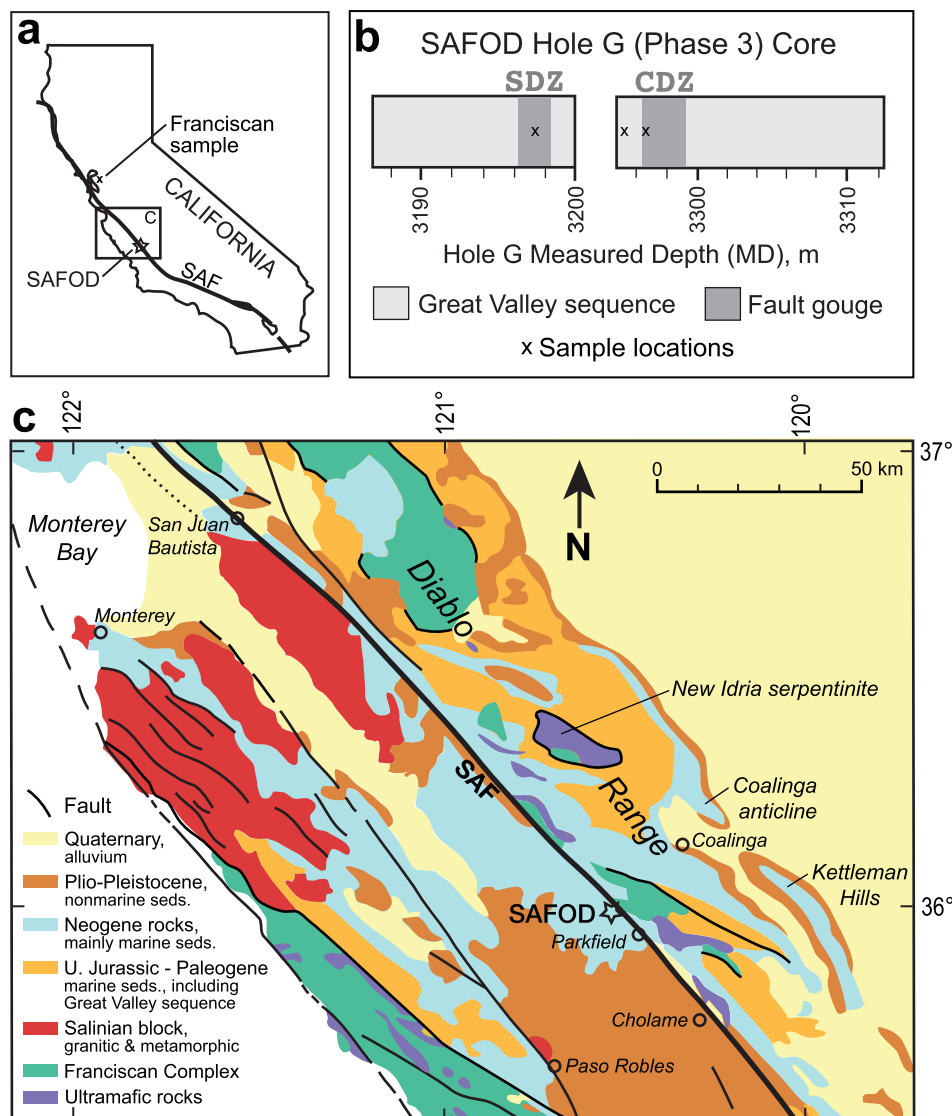 a
Franciscan
sample
CALIFORNIA
C
SAFOD
SAF
b
SAFOD Hole G (Phase 3) Core
SDZ
CDZ
x
x
x
3190
3200
3300
3310
Hole G Measured Depth (MD), m
Great Valley sequence
Fault gouge
x Sample locations
c
122°
121°
120°
37°
0
50 km
N
Monterey
Bay
San Juan
Bautista
Diablo
Monterey
New Idria serpentinite
SAF
Range
Coalinga
anticline
Coalinga
Kettleman
Hills
36°
SAFOD
Parkfield
Cholame
Paso Robles
Fault
Quaternary,
alluvium
Plio-Pleistocene,
nonmarine seds.
Neogene rocks,
mainly marine seds.
U. Jurassic - Paleogene
marine seds., including
Great Valley sequence
Salinian block,
granitic & metamorphic
Franciscan Complex
Ultramafic rocks